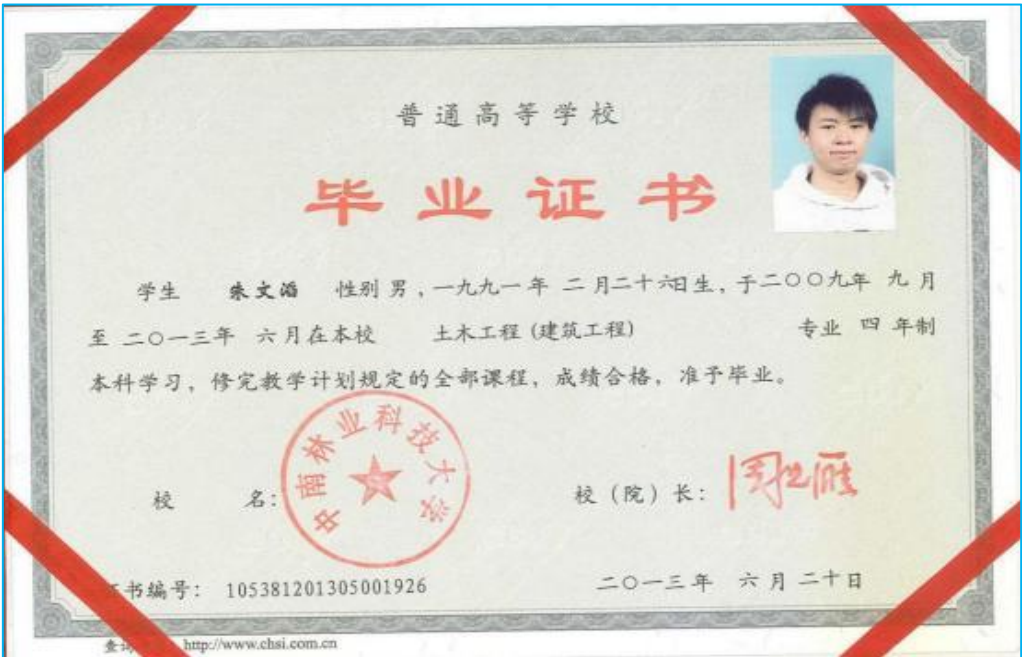 普通高等学校
毕业证书
学生 朱文滔 性别 男，一九九一年 二月二十六日生，于二〇〇九年 九月
至 二〇一三年 六月在本校 土木工程（建筑工程） 专业 四 年制
本科学习，修完教学计划规定的全部课程，成绩合格，准予毕业。
中南林业科技大学
校 名： 校（院）长：
书编号： 105381201305001926 二〇一三年 六月二十日
http://www.chsi.com.cn